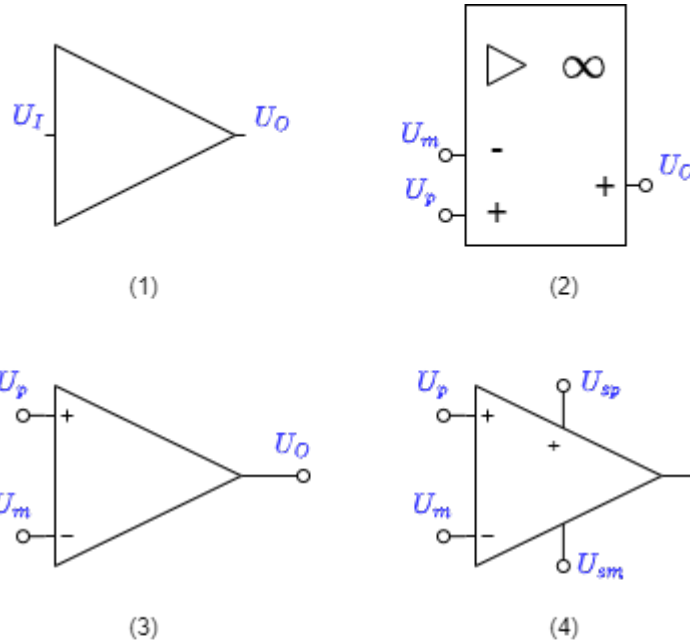 U_I
U_O
▷ ∞
U_m
-
U_p
+
+
U_O
(1)
(2)
U_p
+
U_O
U_m
−
(3)
U_p
+
U_sp
+
U_m
−
U_sm
(4)